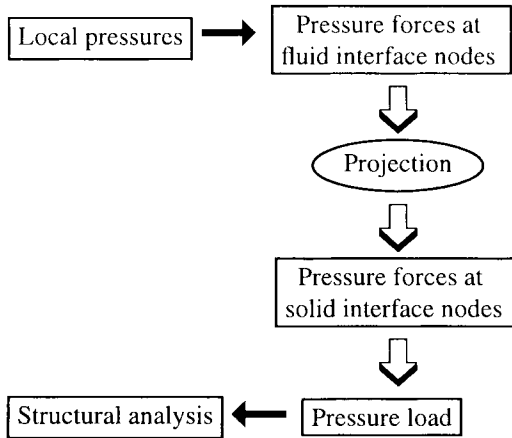 Local pressures
Pressure forces at
fluid interface nodes
Projection
Pressure forces at
solid interface nodes
Structural analysis
Pressure load